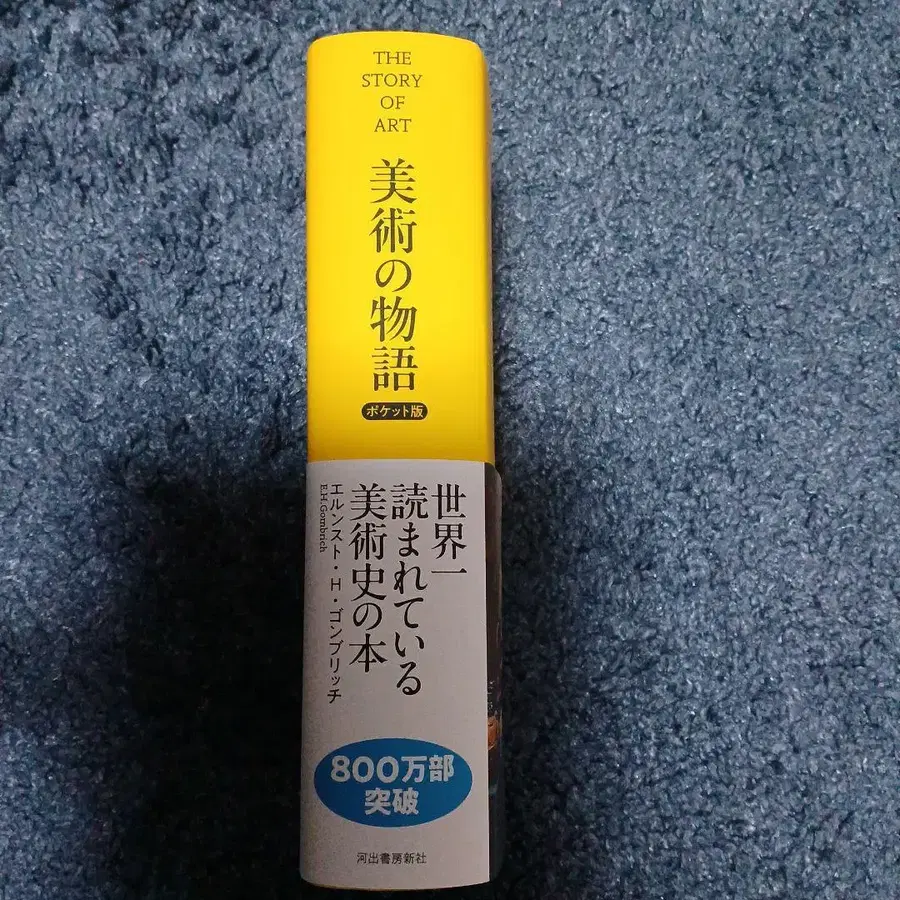 THE
STORY
OF
ART
美術の物語
ポケット版
世界一
読まれている
美術史の本
エルンスト・H・ゴンブリッチ
E.H.Gombrich
800万部
突破
河出書房新社